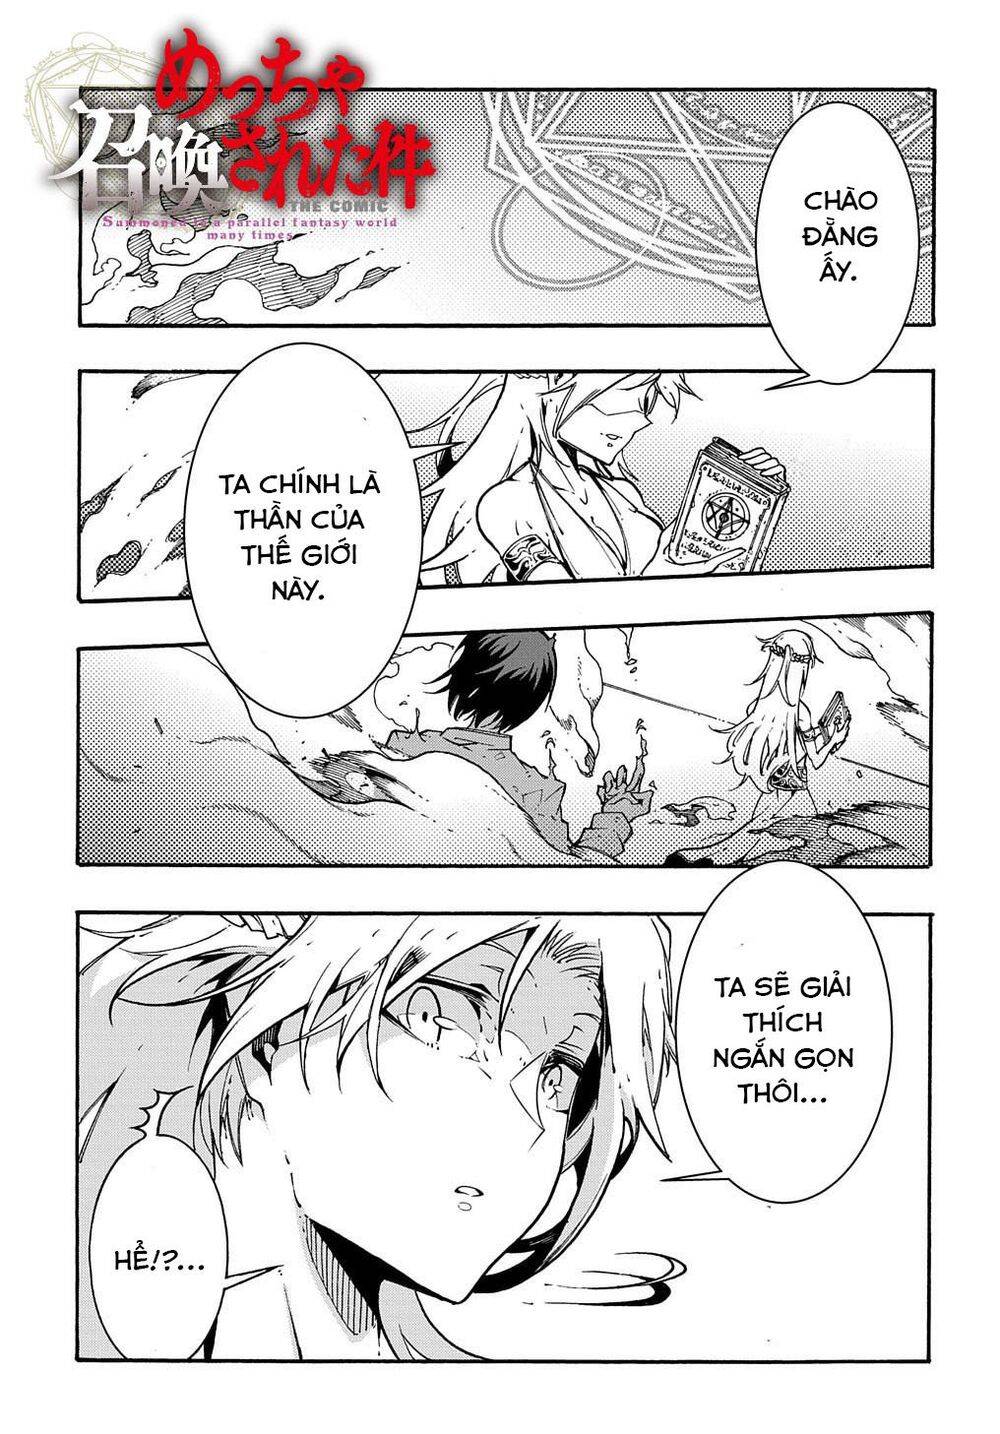 めっちゃ
召喚された件
THE COMIC
Summoned to a parallel fantasy world
many times
CHÀO
ĐẰNG
ẤY.
TA CHÍNH LÀ
THẦN CỦA
THẾ GIỚI
NÀY.
TA SẼ GIẢI
THÍCH
NGẮN GỌN
THÔI...
HỂ!?...